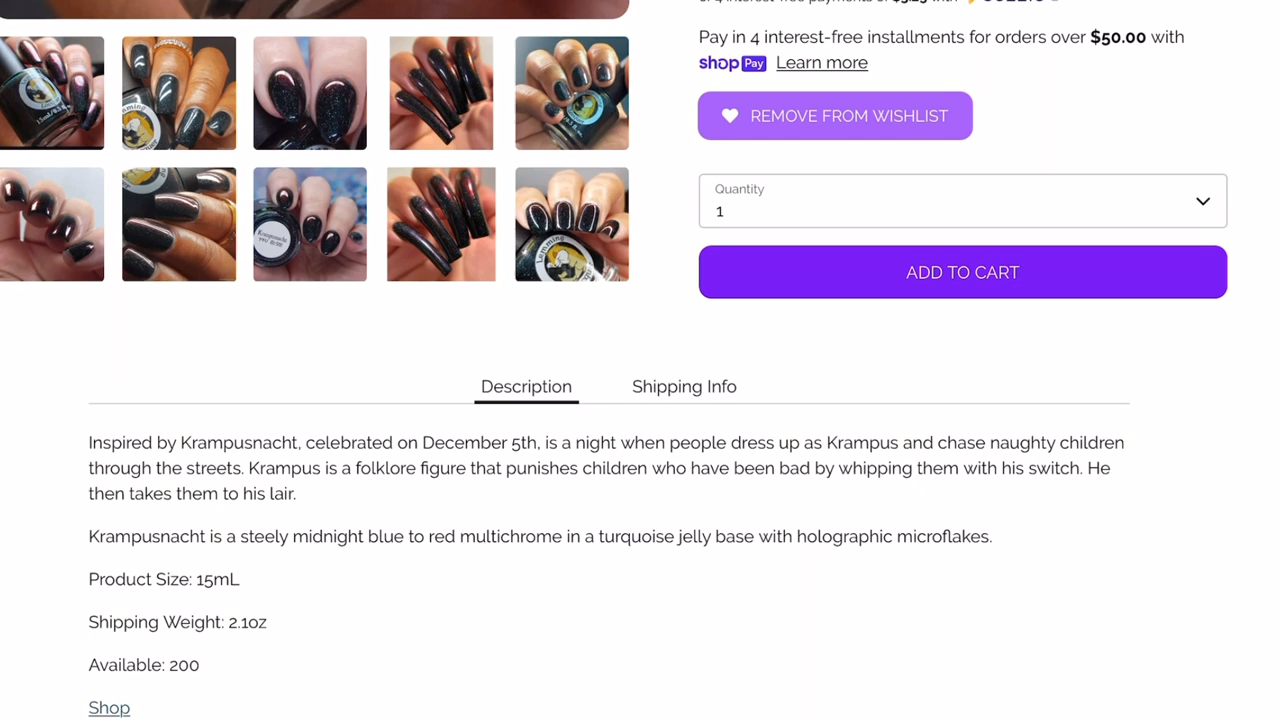 Pay in 4 interest-free installments for orders over $50.00 with
shop Pay Learn more
REMOVE FROM WISHLIST
Quantity
1
ADD TO CART
Description Shipping Info
Inspired by Krampusnacht, celebrated on December 5th, is a night when people dress up as Krampus and chase naughty children
through the streets. Krampus is a folklore figure that punishes children who have been bad by whipping them with his switch. He
then takes them to his lair.
Krampusnacht is a steely midnight blue to red multichrome in a turquoise jelly base with holographic microflakes.
Product Size: 15mL
Shipping Weight: 2.1oz
Available: 200
Shop